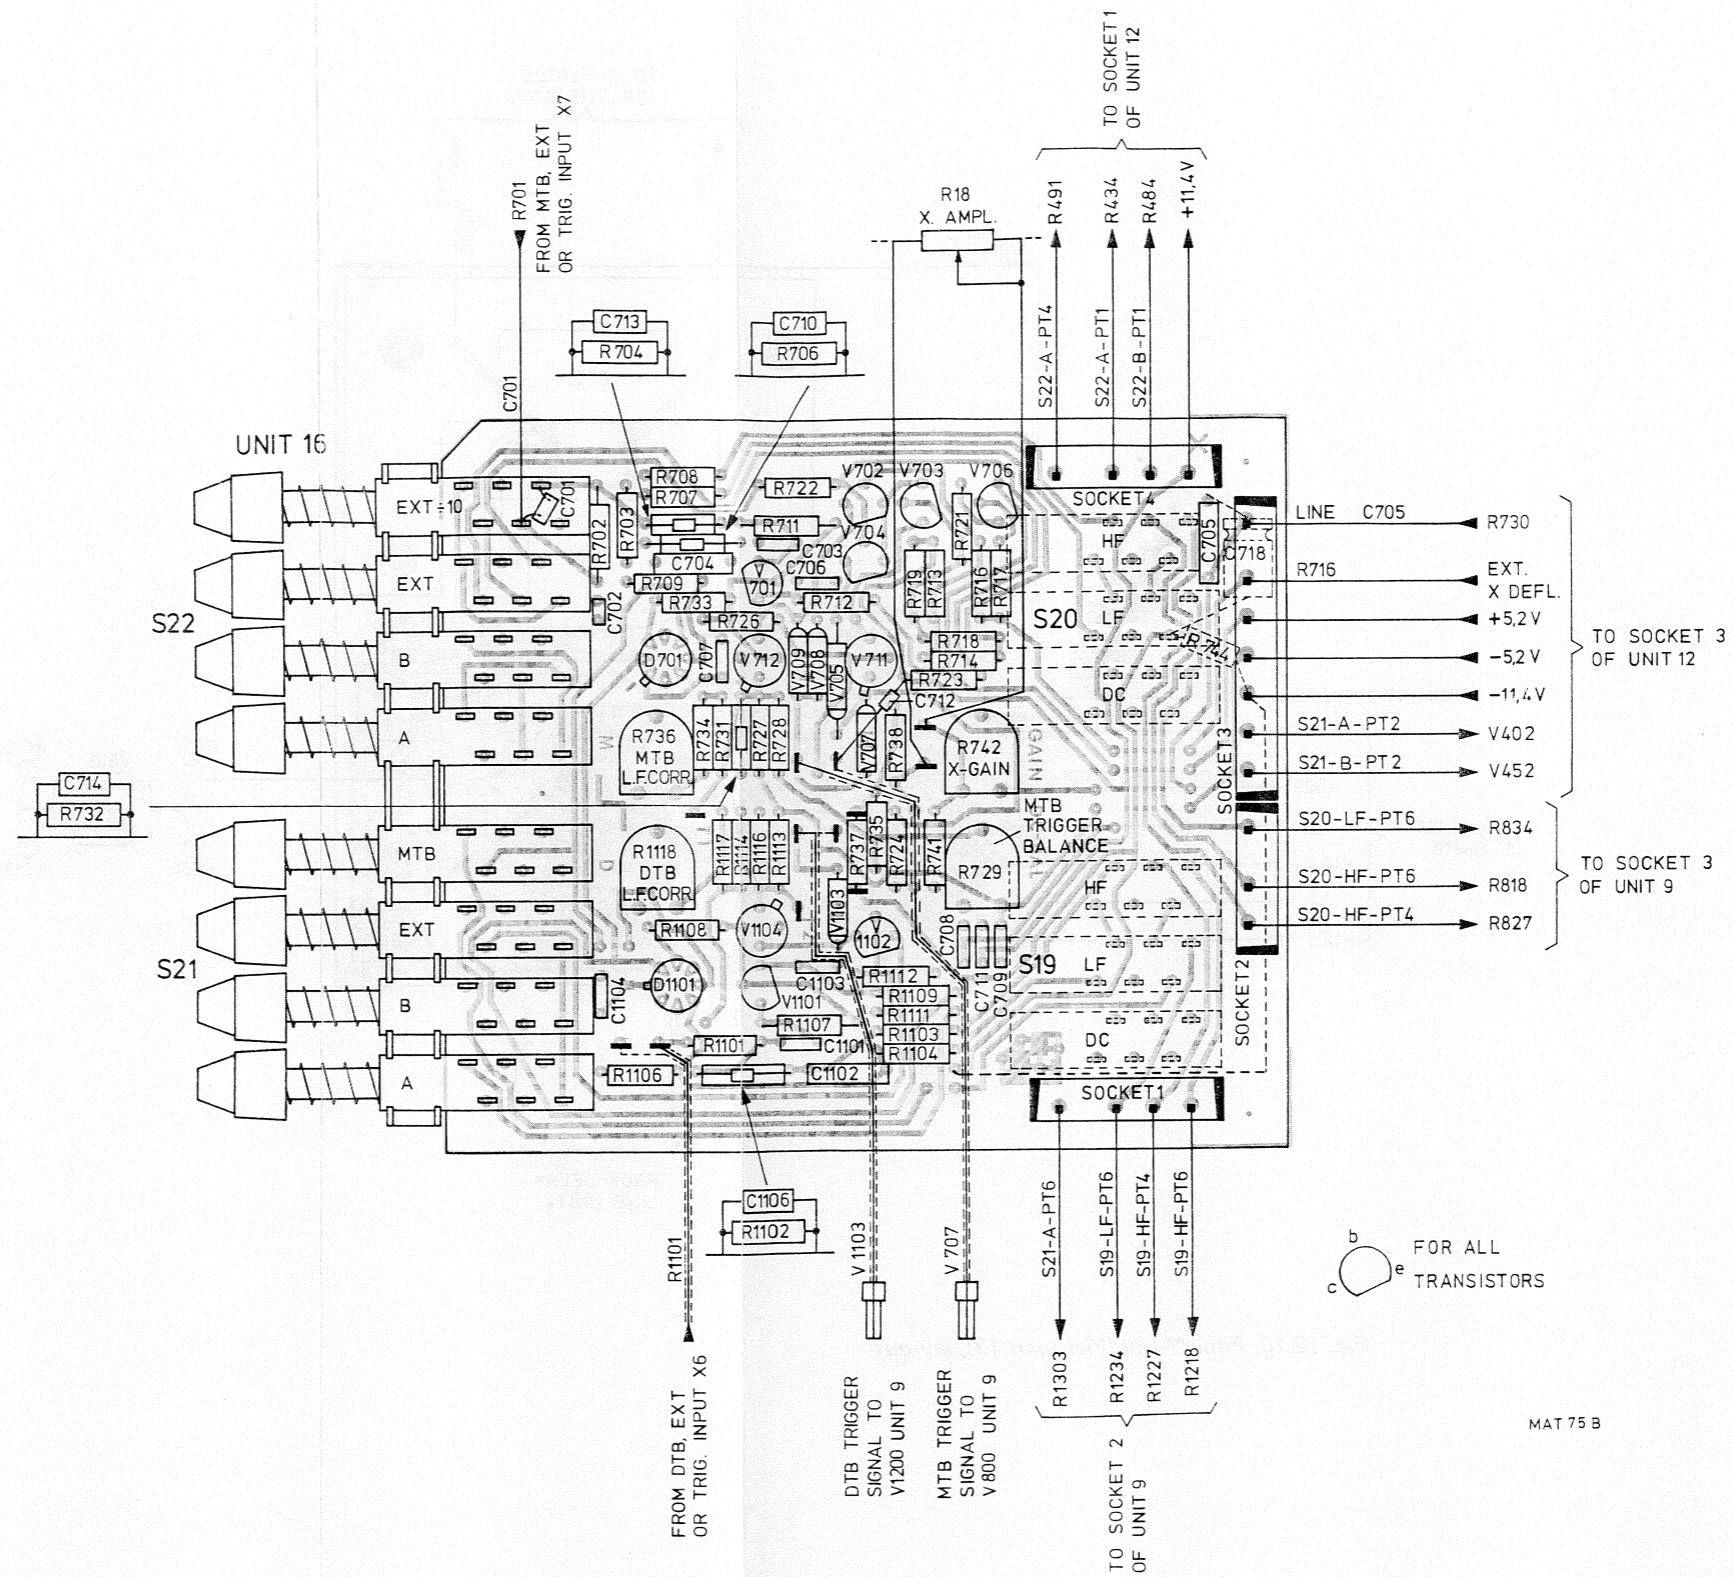 TO SOCKET 1
OF UNIT 12
R491
R434
R484
+11,4 V
S22-A-PT4
S22-A-PT1
S22-B-PT1
R701
FROM MTB, EXT
OR TRIG. INPUT X7
C701
R18
X. AMPL.
C713
R704
C710
R706
UNIT 16
EXT÷10
EXT
B
A
S22
MTB
EXT
B
A
S21
C714
R732
C701
R702
R703
R708
R707
R722
R711
C703
C704
C706
R709
V701
R733
R712
R726
C702
V702
V703
V706
V704
R721
R719
R713
R716
R717
D701
C707
V712
V709
V708
V705
V711
R718
R714
R723
C712
R736
MTB
L.F.CORR.
R734
R731
R727
R728
V707
R738
R742
X-GAIN
GAIN
M
D
BAL
MTB
TRIGGER
BALANCE
R729
R1118
DTB
L.F.CORR.
R1117
R1114
R1116
R1113
R737
R735
R724
R741
V1103
V1102
R1108
V1104
D1101
C1104
V1101
C1103
R1112
R1109
R1111
R1103
R1104
R1107
R1101
C1101
R1106
C1102
C708
C711
C709
SOCKET4
HF
C705
C718
S20
LF
R744
DC
SOCKET3
HF
S19
LF
DC
SOCKET2
SOCKET1
LINE C705
R730
R716
EXT.
X DEFL.
+5,2 V
−5,2 V
−11,4 V
S21-A-PT2
V402
S21-B-PT2
V452
TO SOCKET 3
OF UNIT 12
S20-LF-PT6
R834
S20-HF-PT6
R818
S20-HF-PT4
R827
TO SOCKET 3
OF UNIT 9
C1106
R1102
R1101
FROM DTB, EXT
OR TRIG. INPUT X6
V1103
DTB TRIGGER
SIGNAL TO
V1200 UNIT 9
V707
MTB TRIGGER
SIGNAL TO
V800 UNIT 9
S21-A-PT6
S19-LF-PT6
S19-HF-PT4
S19-HF-PT6
R1303
R1234
R1227
R1218
TO SOCKET 2
OF UNIT 9
b
c
e
FOR ALL
TRANSISTORS
MAT 75 B